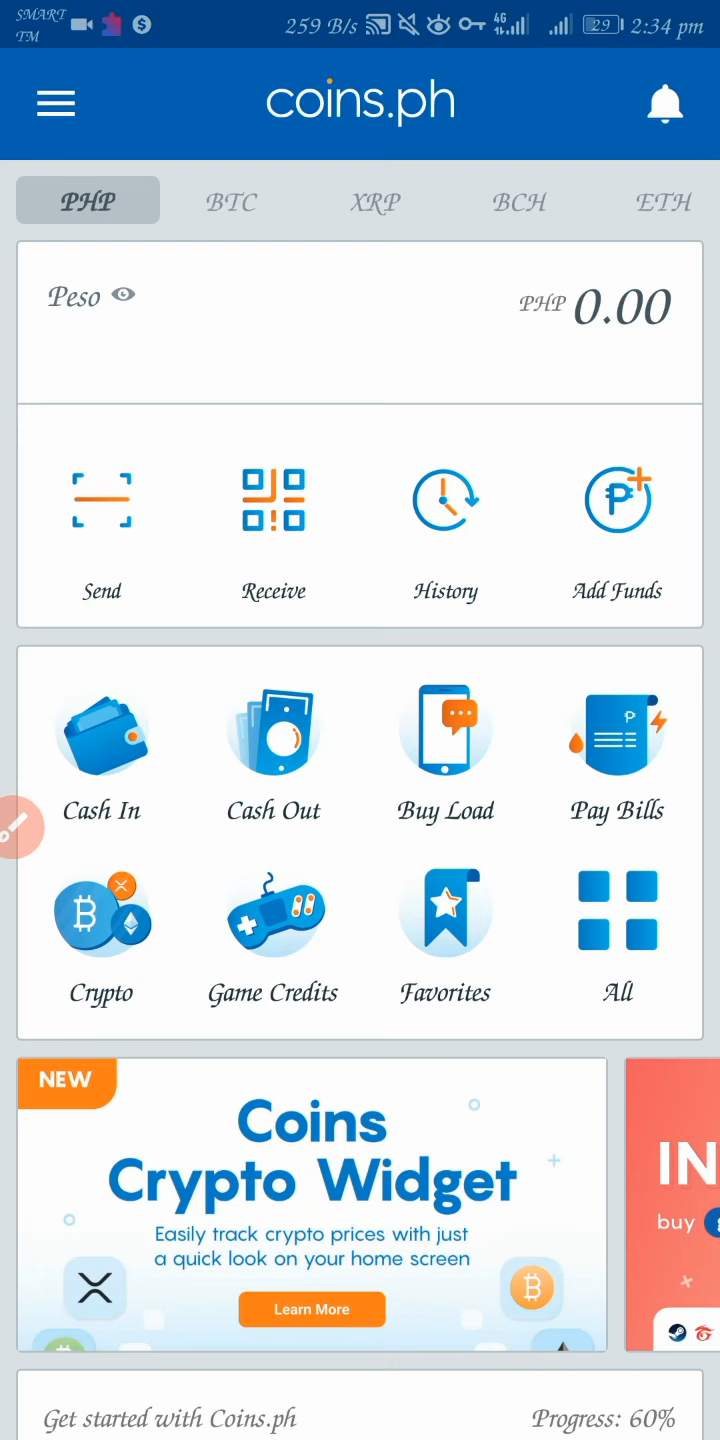 SMART
TM
259 B/s 4G 29 2:34 pm
coins.ph
PHP BTC XRP BCH ETH
Peso PHP 0.00
Send Receive History Add Funds
Cash In Cash Out Buy Load Pay Bills
Crypto Game Credits Favorites All
NEW
Coins
Crypto Widget
Easily track crypto prices with just
a quick look on your home screen
Learn More
IN
buy
Get started with Coins.ph Progress: 60%